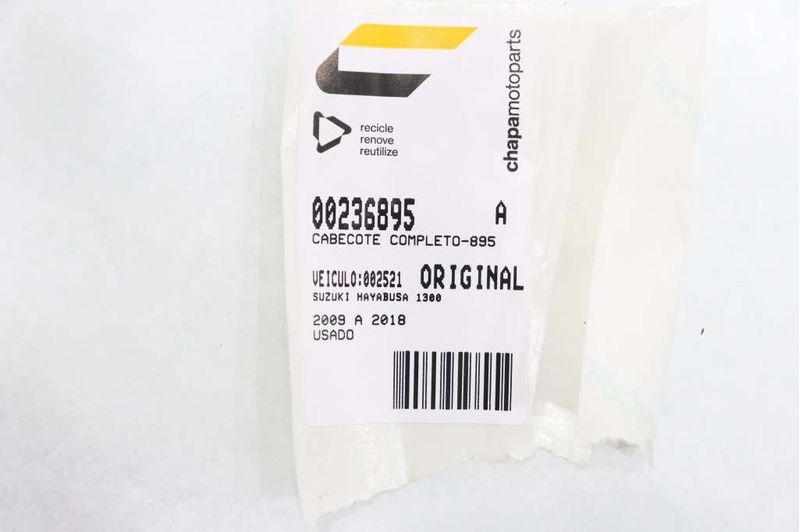 chapamotoparts
recicle
renove
reutilize
00236895 A
CABECOTE COMPLETO-895
VEICULO:002521 ORIGINAL
SUZUKI HAYABUSA 1300
2009 A 2018
USADO